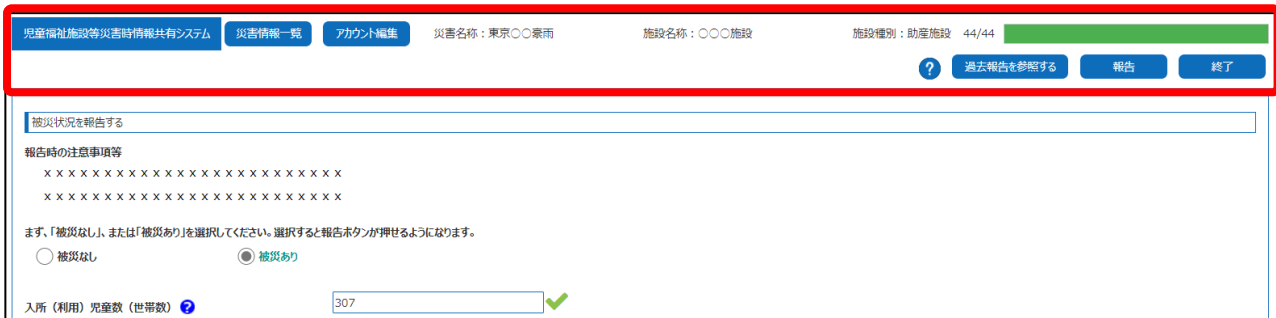 児童福祉施設等災害時情報共有システム 災害情報一覧 アカウント編集 災害名称：東京○○豪雨 施設名称：○○○施設 施設種別：助産施設 44/44
? 過去報告を参照する 報告 終了
被災状況を報告する
報告時の注意事項等
ｘｘｘｘｘｘｘｘｘｘｘｘｘｘｘｘｘｘｘｘｘｘｘｘｘ
ｘｘｘｘｘｘｘｘｘｘｘｘｘｘｘｘｘｘｘｘｘｘｘｘｘ
まず、「被災なし」、または「被災あり」を選択してください。選択すると報告ボタンが押せるようになります。
被災なし 被災あり
入所（利用）児童数（世帯数） ? 307